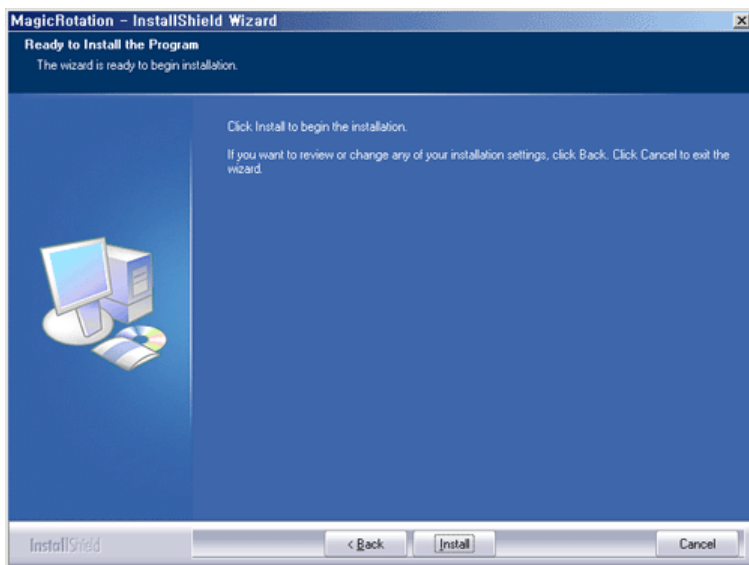 MagicRotation - InstallShield Wizard
Ready to Install the Program
The wizard is ready to begin installation.
Click Install to begin the installation.
If you want to review or change any of your installation settings, click Back. Click Cancel to exit the
wizard.
InstallShield
< Back
Install
Cancel